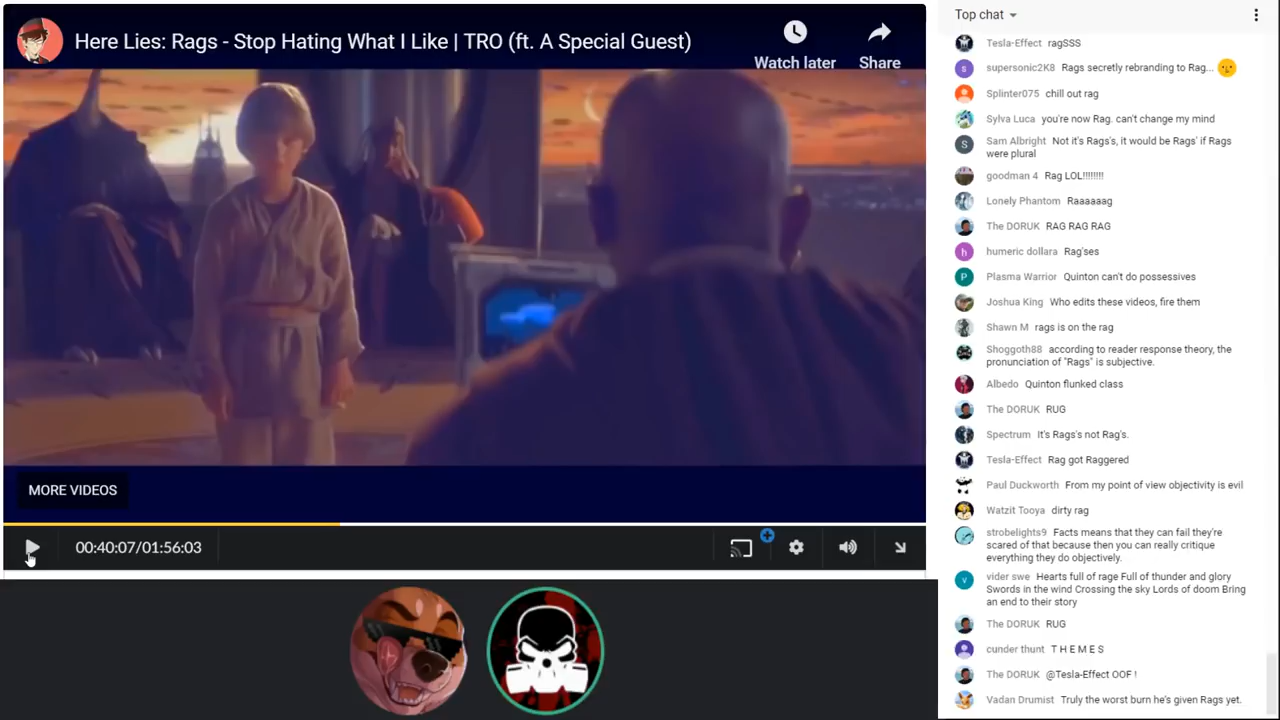 Here Lies: Rags - Stop Hating What I Like | TRO (ft. A Special Guest)
Watch later
Share
MORE VIDEOS
00:40:07/01:56:03
Top chat
Tesla-Effect ragSSS
supersonic2K8 Rags secretly rebranding to Rag...
Splinter075 chill out rag
Sylva Luca you're now Rag. can't change my mind
Sam Albright Not it's Rags's, it would be Rags' if Rags
were plural
goodman 4 Rag LOL!!!!!!!!
Lonely Phantom Raaaaaag
The DORUK RAG RAG RAG
humeric dollara Rag'ses
Plasma Warrior Quinton can't do possessives
Joshua King Who edits these videos, fire them
Shawn M rags is on the rag
Shoggoth88 according to reader response theory, the
pronunciation of "Rags" is subjective.
Albedo Quinton flunked class
The DORUK RUG
Spectrum It's Rags's not Rag's.
Tesla-Effect Rag got Raggered
Paul Duckworth From my point of view objectivity is evil
Watzit Tooya dirty rag
strobelights9 Facts means that they can fail they're
scared of that because then you can really critique
everything they do objectively.
vider swe Hearts full of rage Full of thunder and glory
Swords in the wind Crossing the sky Lords of doom Bring
an end to their story
The DORUK RUG
cunder thunt T H E M E S
The DORUK @Tesla-Effect OOF !
Vadan Drumist Truly the worst burn he's given Rags yet.